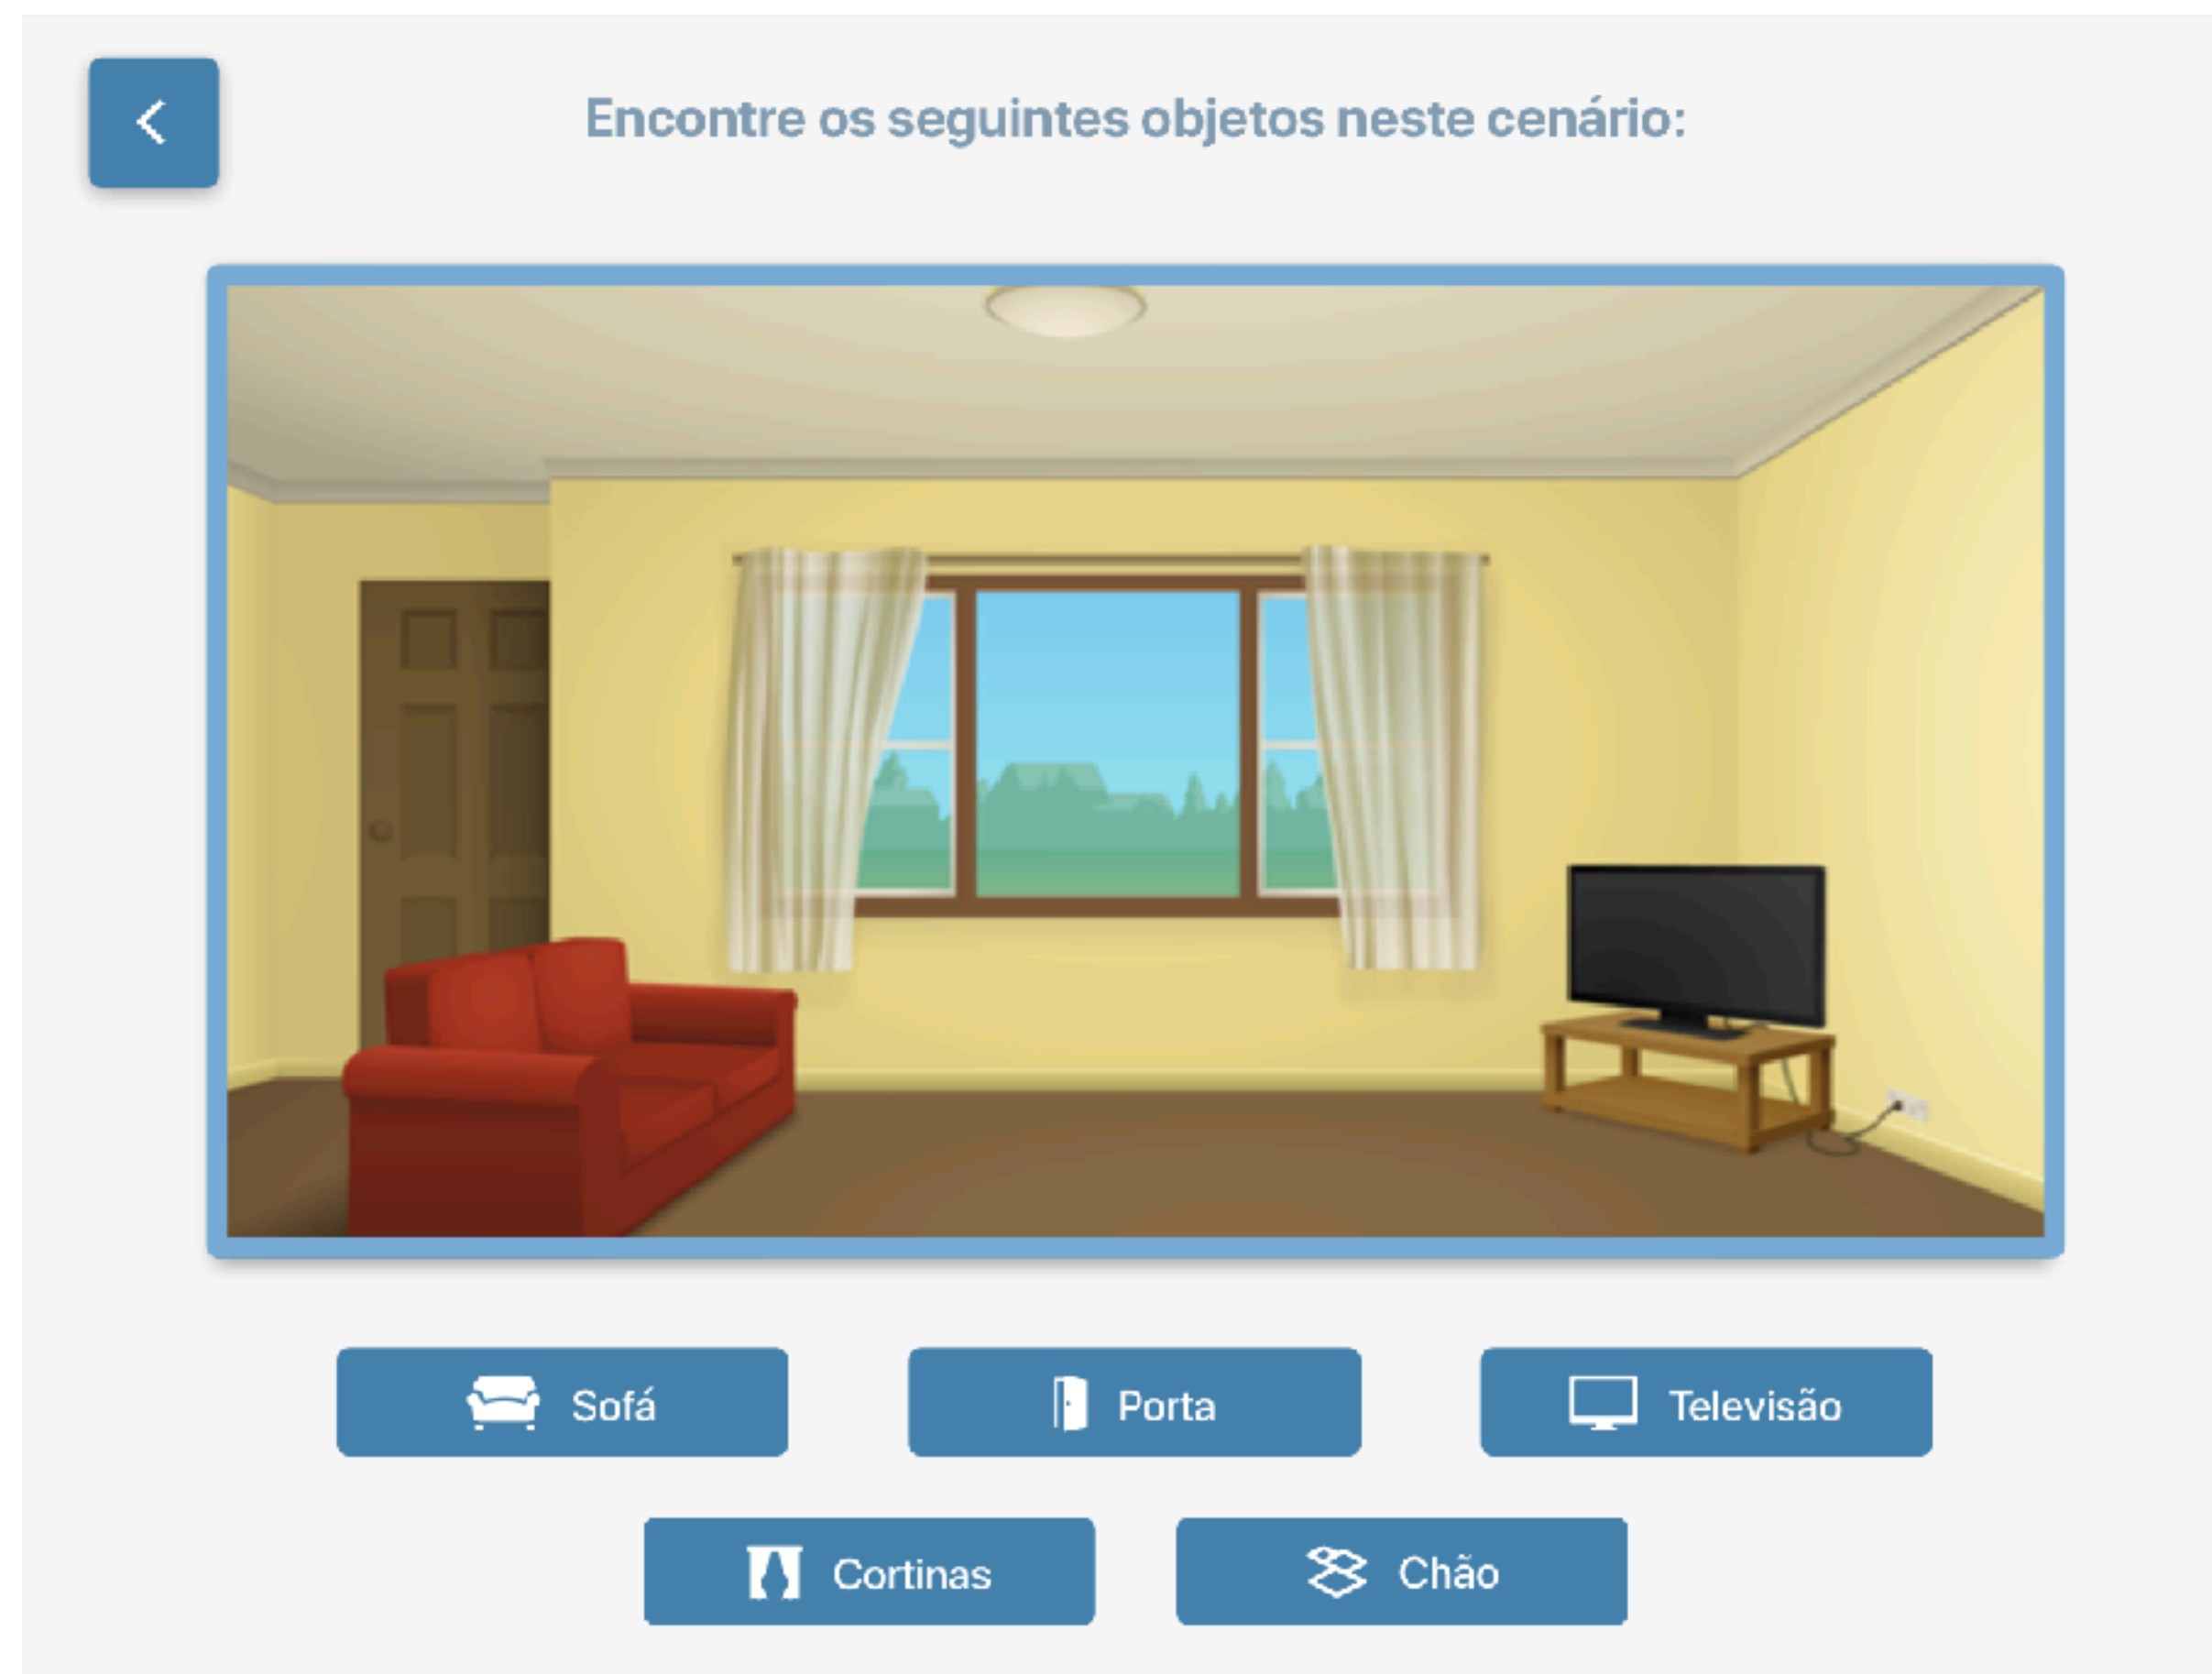 Encontre os seguintes objetos neste cenário:
Sofá
Porta
Televisão
Cortinas
Chão